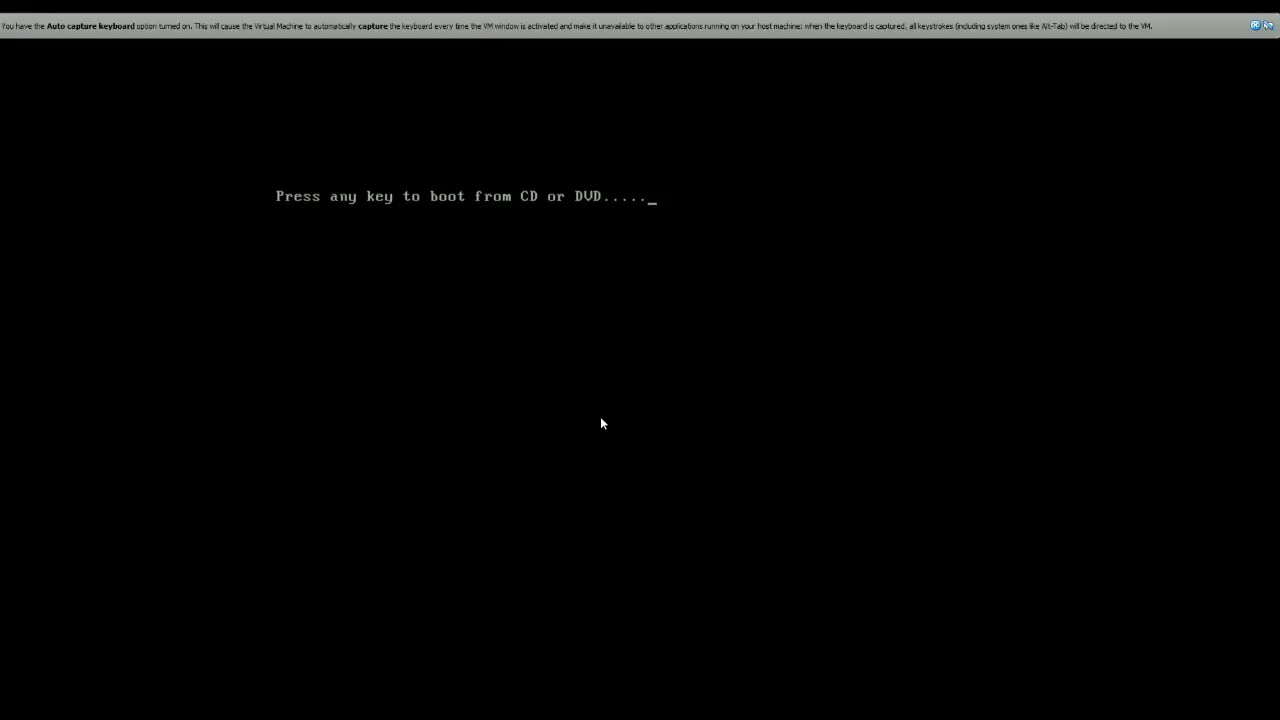 You have the Auto capture keyboard option turned on. This will cause the Virtual Machine to automatically capture the keyboard every time the VM window is activated and make it unavailable to other applications running on your host machine: when the keyboard is captured, all keystrokes (including system ones like Alt-Tab) will be directed to the VM.
Press any key to boot from CD or DVD....._